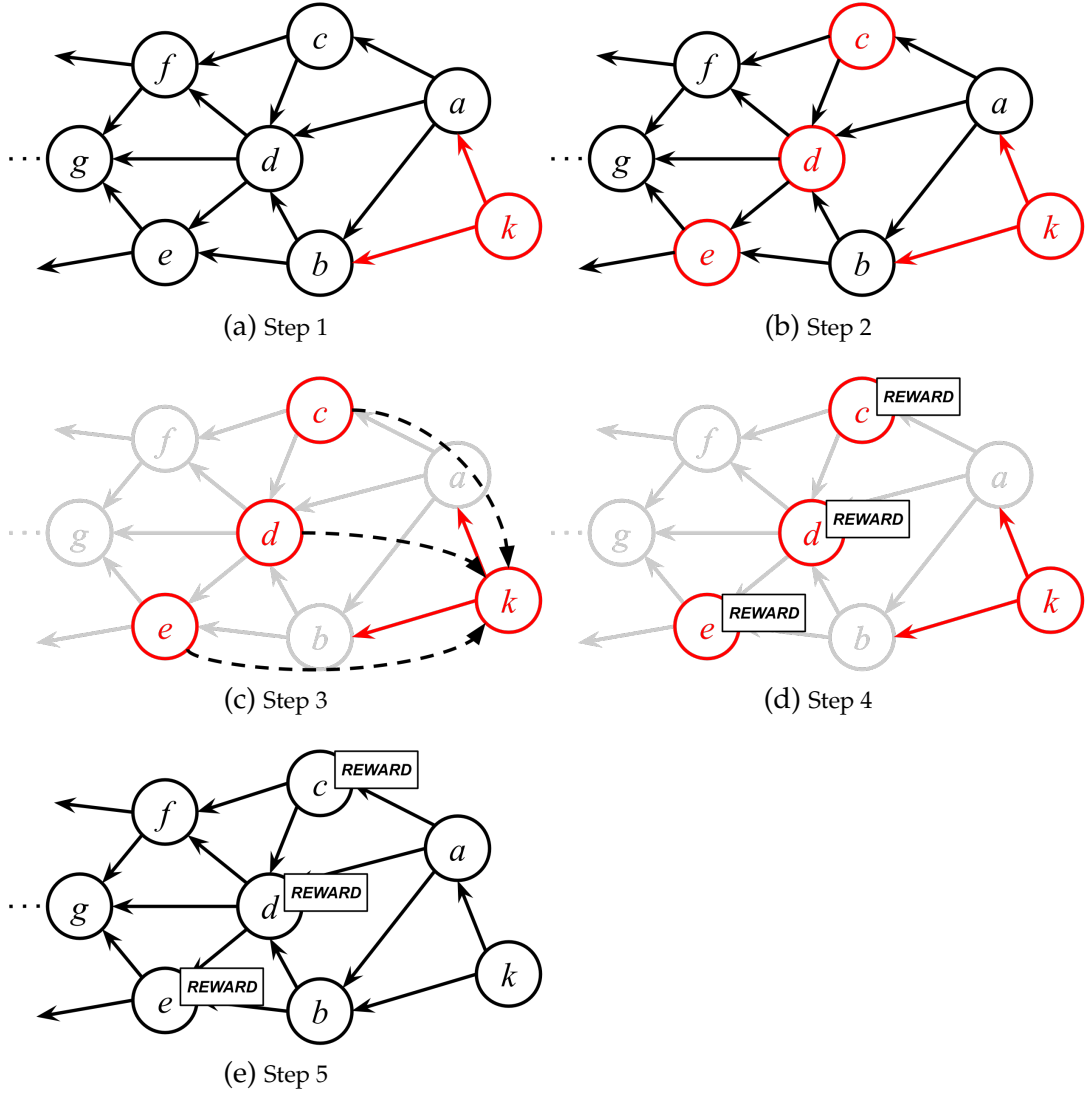 c
f
a
g
d
k
e
b
(a) Step 1
c
f
a
g
d
k
e
b
(b) Step 2
c
f
a
g
d
k
e
b
(c) Step 3
c REWARD
f
a
g
d REWARD
k
e REWARD
b
(d) Step 4
c REWARD
f
a
g
d REWARD
k
e REWARD
b
(e) Step 5